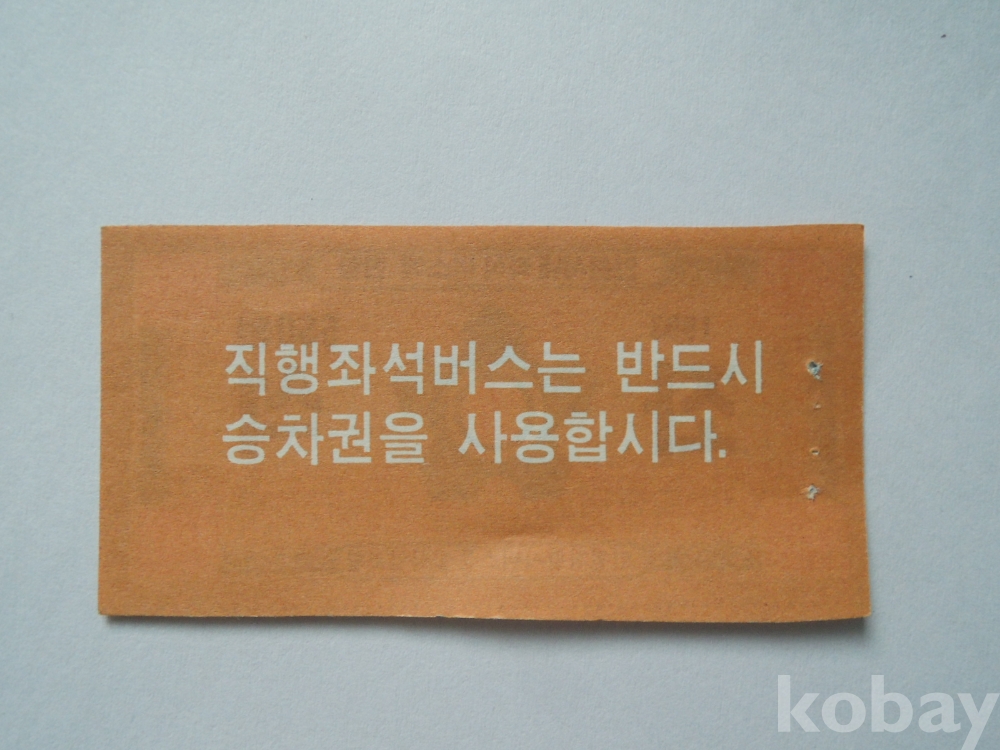 직행좌석버스는 반드시
승차권을 사용합시다.
kobay